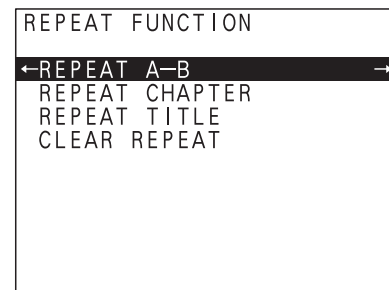 REPEAT FUNCTION
←REPEAT A–B →
REPEAT CHAPTER
REPEAT TITLE
CLEAR REPEAT